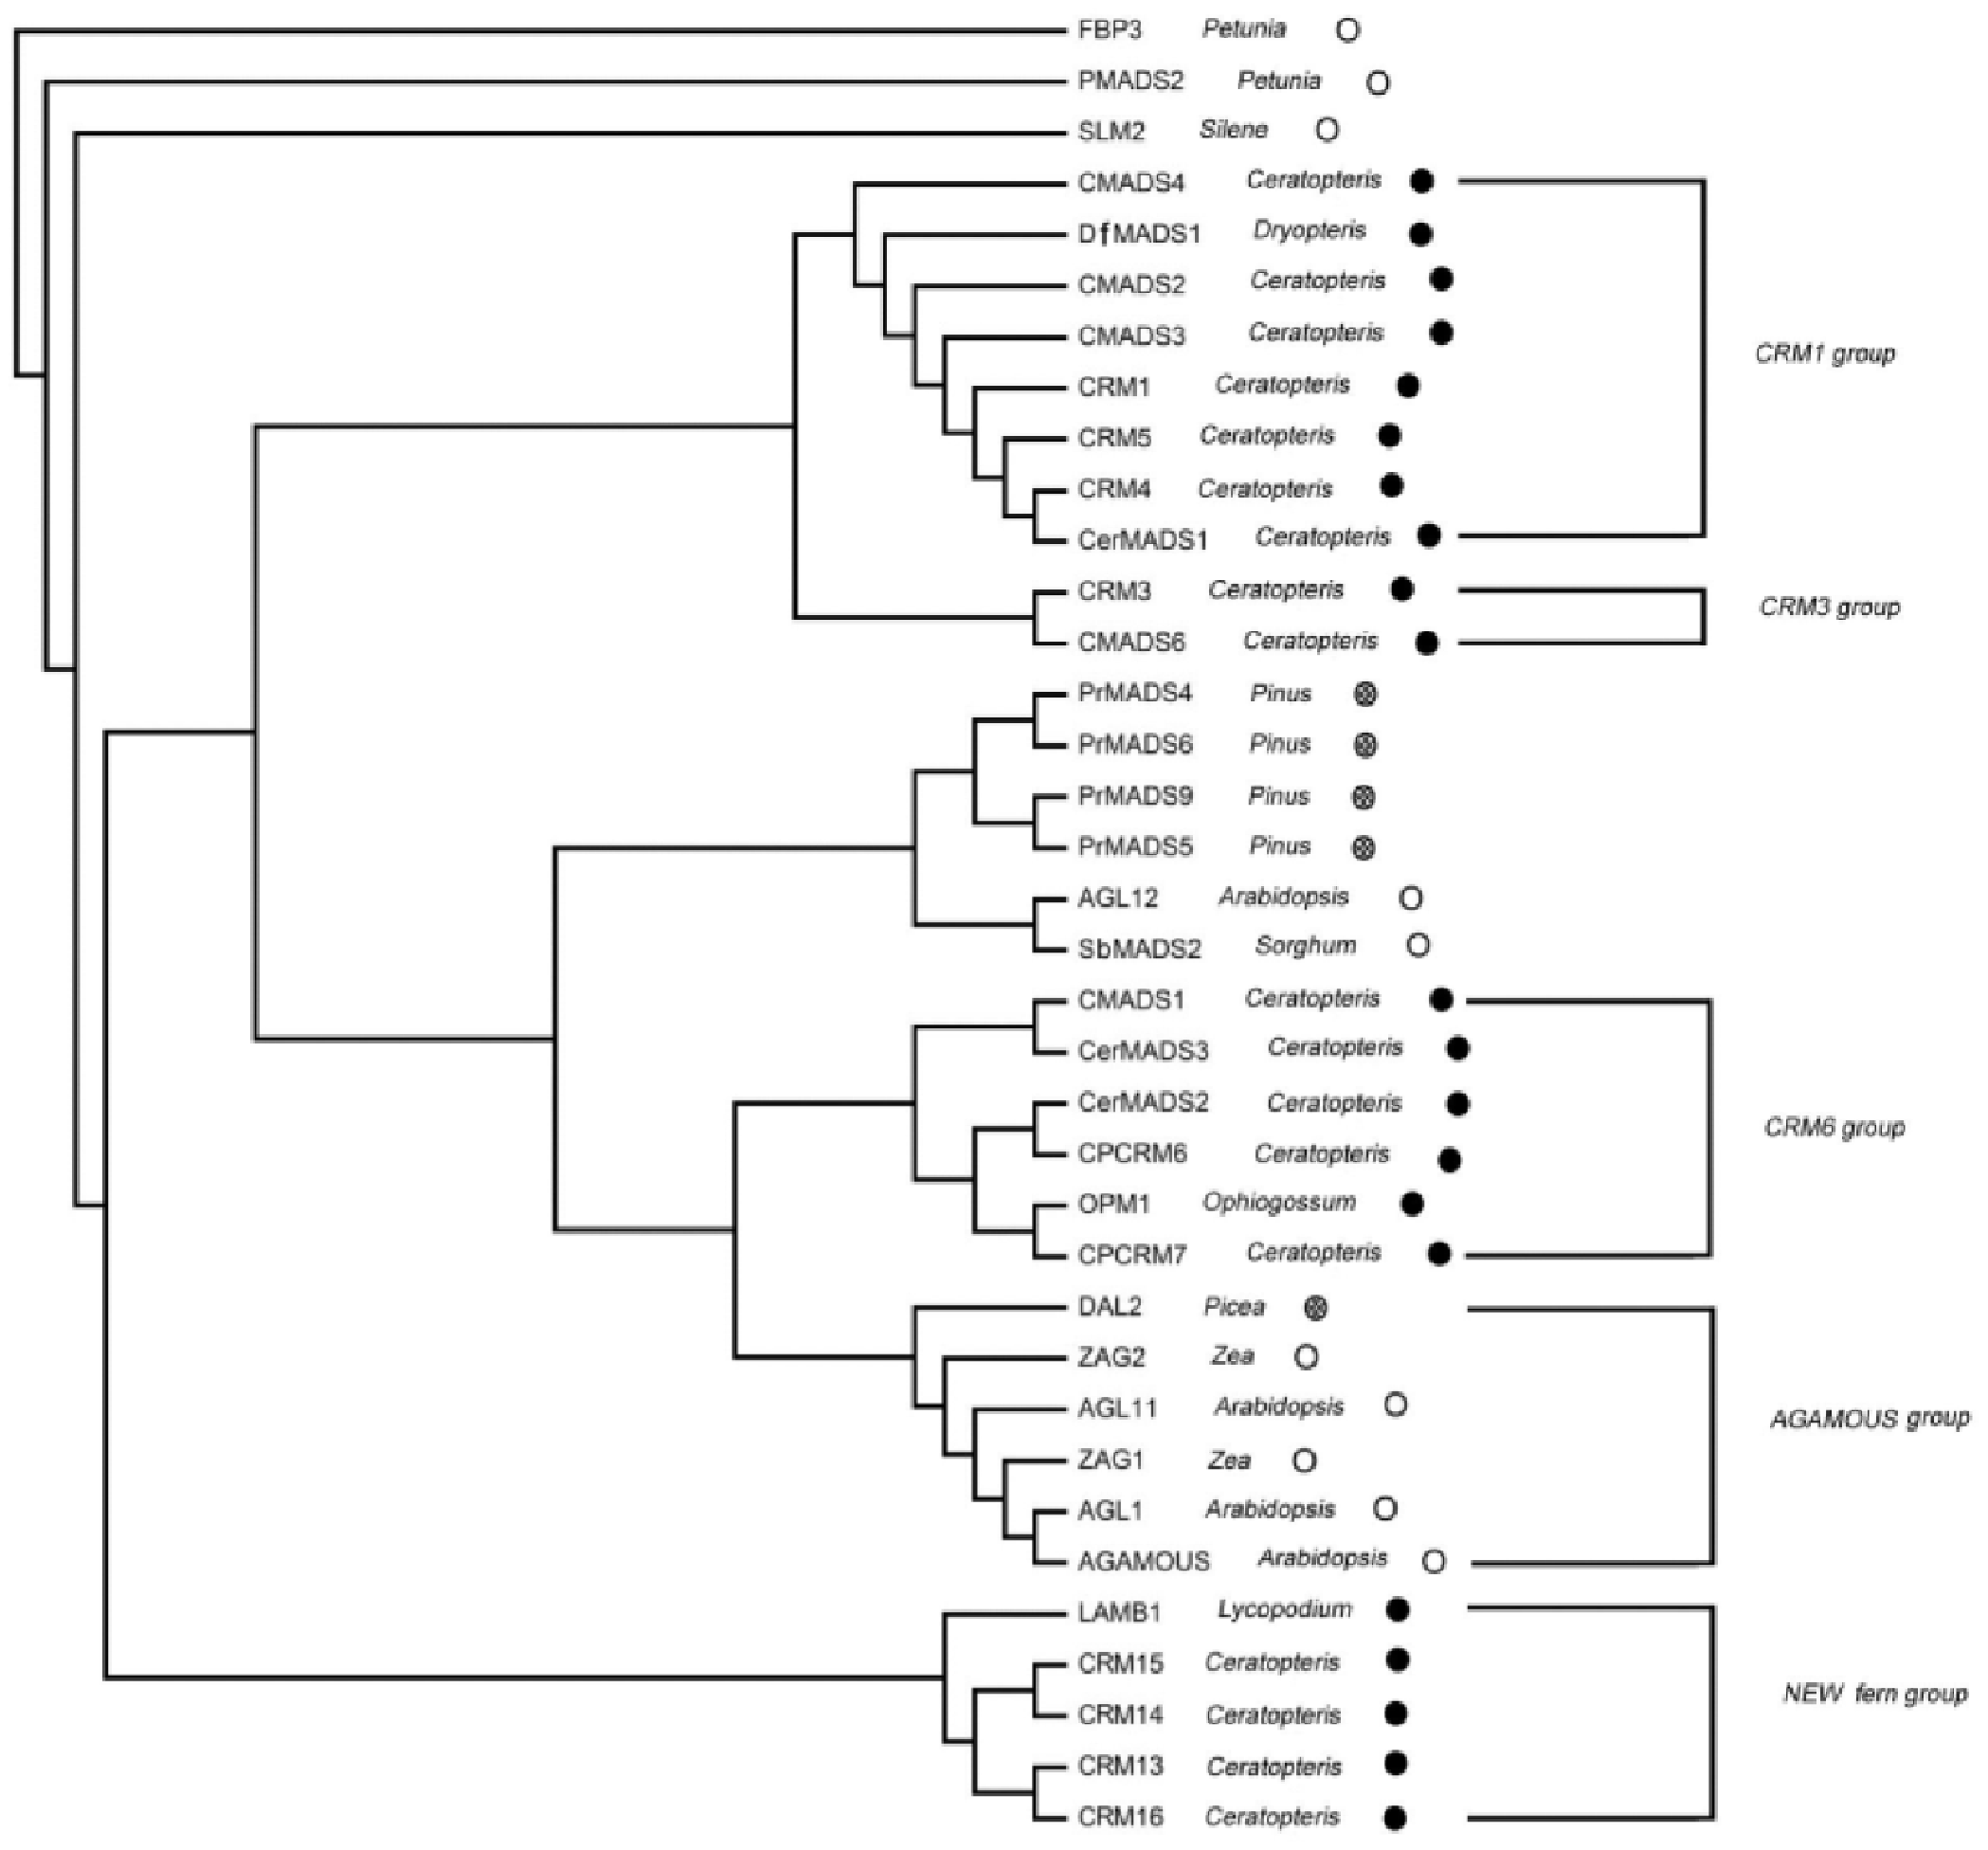 FBP3 Petunia
PMADS2 Petunia
SLM2 Silene
CMADS4 Ceratopteris
DfMADS1 Dryopteris
CMADS2 Ceratopteris
CMADS3 Ceratopteris
CRM1 group
CRM1 Ceratopteris
CRM5 Ceratopteris
CRM4 Ceratopteris
CerMADS1 Ceratopteris
CRM3 Ceratopteris
CRM3 group
CMADS6 Ceratopteris
PrMADS4 Pinus
PrMADS6 Pinus
PrMADS9 Pinus
PrMADS5 Pinus
AGL12 Arabidopsis
SbMADS2 Sorghum
CMADS1 Ceratopteris
CerMADS3 Ceratopteris
CerMADS2 Ceratopteris
CRM6 group
CPCRM6 Ceratopteris
OPM1 Ophiogossum
CPCRM7 Ceratopteris
DAL2 Picea
ZAG2 Zea
AGL11 Arabidopsis
AGAMOUS group
ZAG1 Zea
AGL1 Arabidopsis
AGAMOUS Arabidopsis
LAMB1 Lycopodium
CRM15 Ceratopteris
NEW fern group
CRM14 Ceratopteris
CRM13 Ceratopteris
CRM16 Ceratopteris